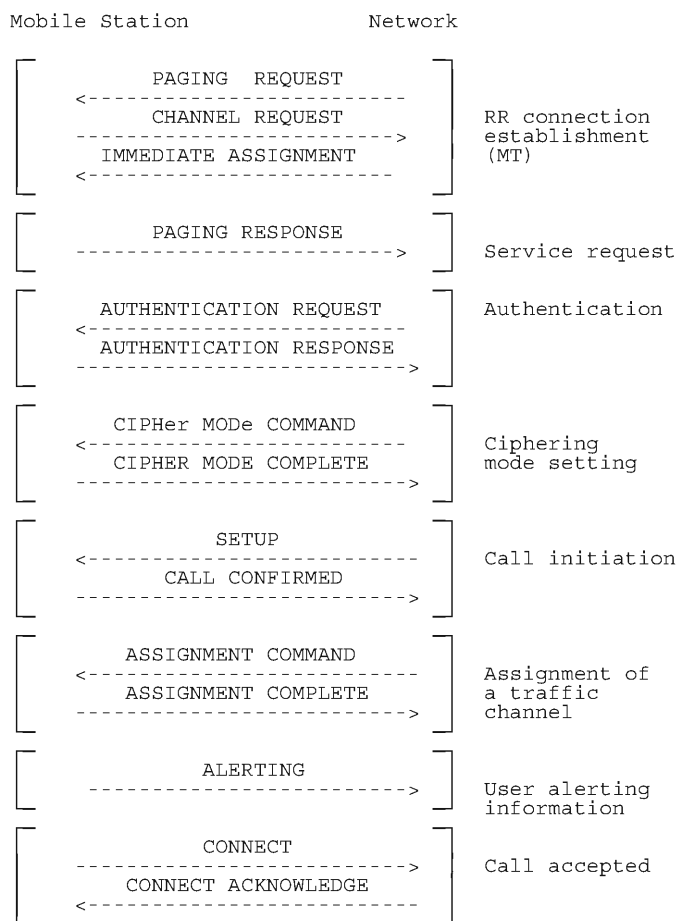 Mobile Station Network
PAGING REQUEST
CHANNEL REQUEST
IMMEDIATE ASSIGNMENT
RR connection
establishment
(MT)
PAGING RESPONSE
Service request
AUTHENTICATION REQUEST
AUTHENTICATION RESPONSE
Authentication
CIPHer MODe COMMAND
CIPHER MODE COMPLETE
Ciphering
mode setting
SETUP
CALL CONFIRMED
Call initiation
ASSIGNMENT COMMAND
ASSIGNMENT COMPLETE
Assignment of
a traffic
channel
ALERTING
User alerting
information
CONNECT
CONNECT ACKNOWLEDGE
Call accepted